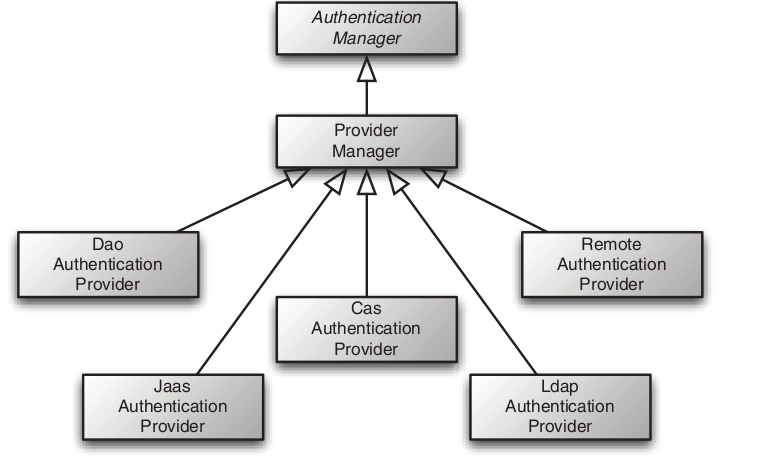 Authentication
Manager
Provider
Manager
Dao
Authentication
Provider
Remote
Authentication
Provider
Cas
Authentication
Provider
Jaas
Authentication
Provider
Ldap
Authentication
Provider